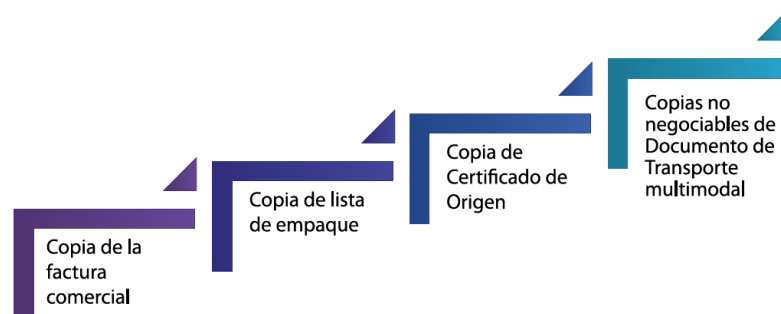 Copia de la
factura
comercial
Copia de lista
de empaque
Copia de
Certificado de
Origen
Copias no
negociables de
Documento de
Transporte
multimodal